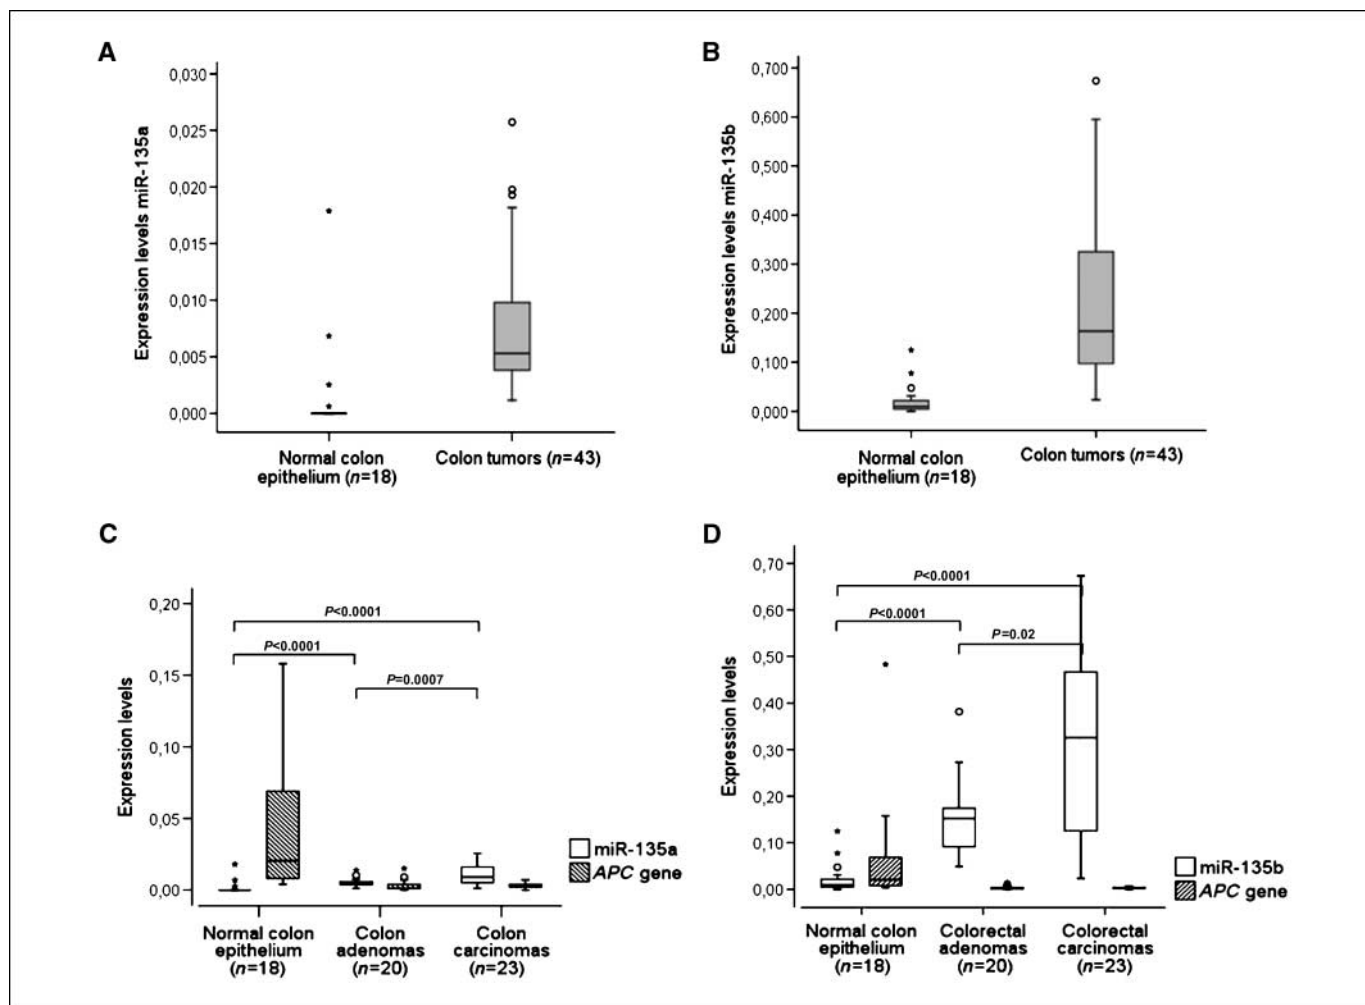 A
Expression levels miR-135a
0,030
0,025
0,020
0,015
0,010
0,005
0,000
Normal colon
epithelium (n=18)
Colon tumors (n=43)
B
Expression levels miR-135b
0,700
0,600
0,500
0,400
0,300
0,200
0,100
0,000
Normal colon
epithelium (n=18)
Colon tumors (n=43)
C
Expression levels
0,20
0,15
0,10
0,05
0,00
P<0.0001
P<0.0001
P=0.0007
miR-135a
APC gene
Normal colon
epithelium
(n=18)
Colon
adenomas
(n=20)
Colon
carcinomas
(n=23)
D
Expression levels
0,70
0,60
0,50
0,40
0,30
0,20
0,10
0,00
P<0.0001
P<0.0001
P=0.02
miR-135b
APC gene
Normal colon
epithelium
(n=18)
Colorectal
adenomas
(n=20)
Colorectal
carcinomas
(n=23)